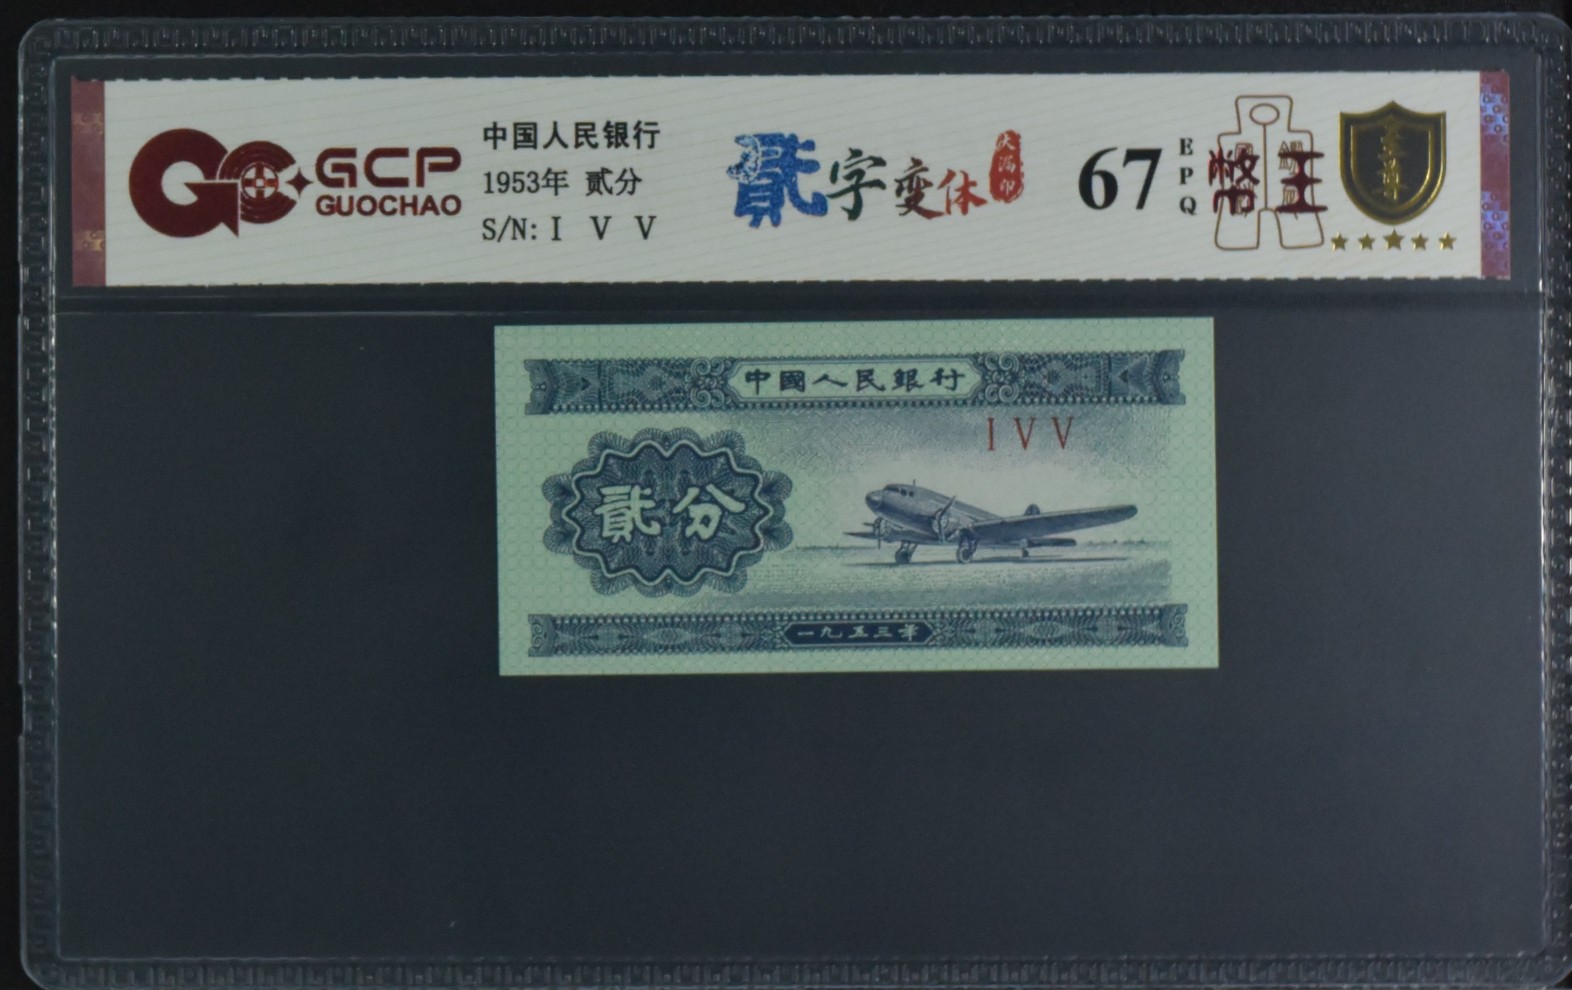 GCP
GUOCHAO
中国人民银行
1953年 贰分
S/N: I V V
贰字变体
67
EPQ
中國人民銀行
I V V
貳分
一九五三年